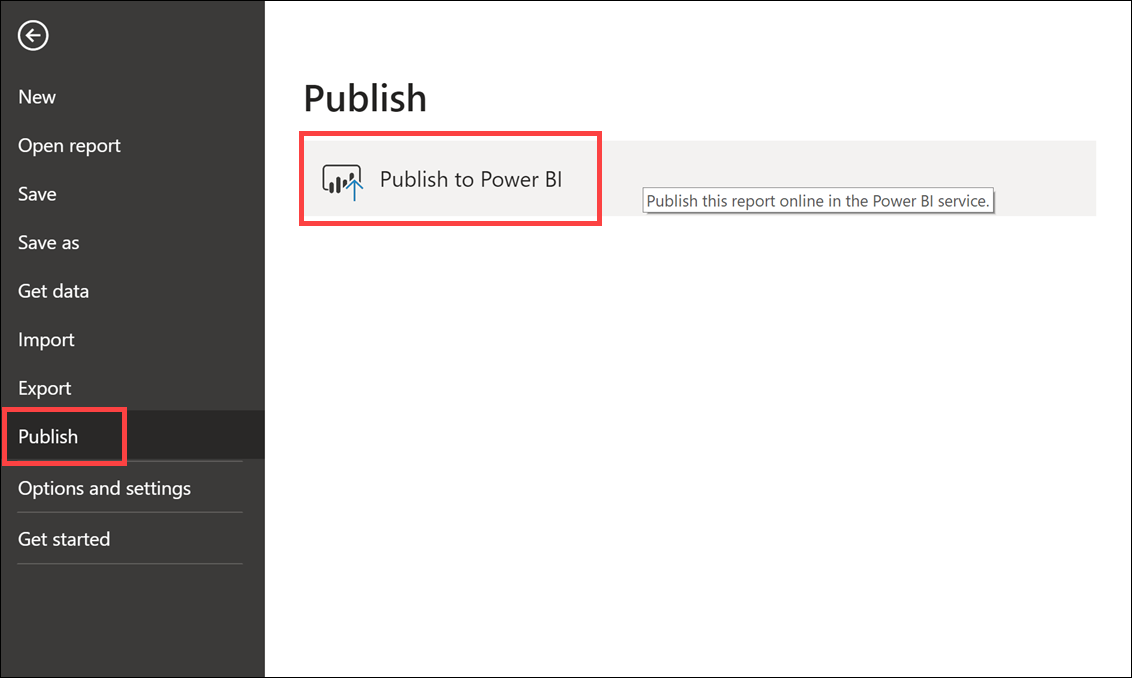 New
Open report
Save
Save as
Get data
Import
Export
Publish
Options and settings
Get started
Publish
Publish to Power BI
Publish this report online in the Power BI service.